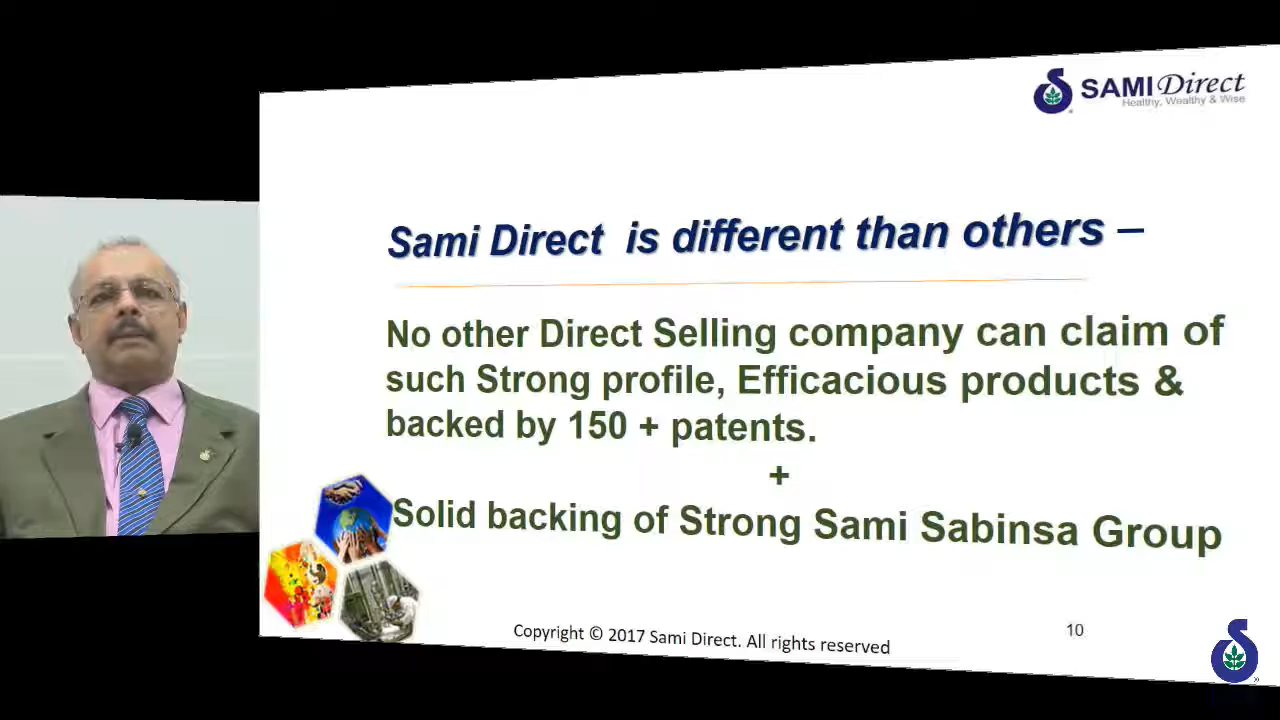 SAMI Direct
Healthy, Wealthy & Wise
Sami Direct is different than others –
No other Direct Selling company can claim of
such Strong profile, Efficacious products &
backed by 150 + patents.
+
Solid backing of Strong Sami Sabinsa Group
Copyright © 2017 Sami Direct. All rights reserved
10